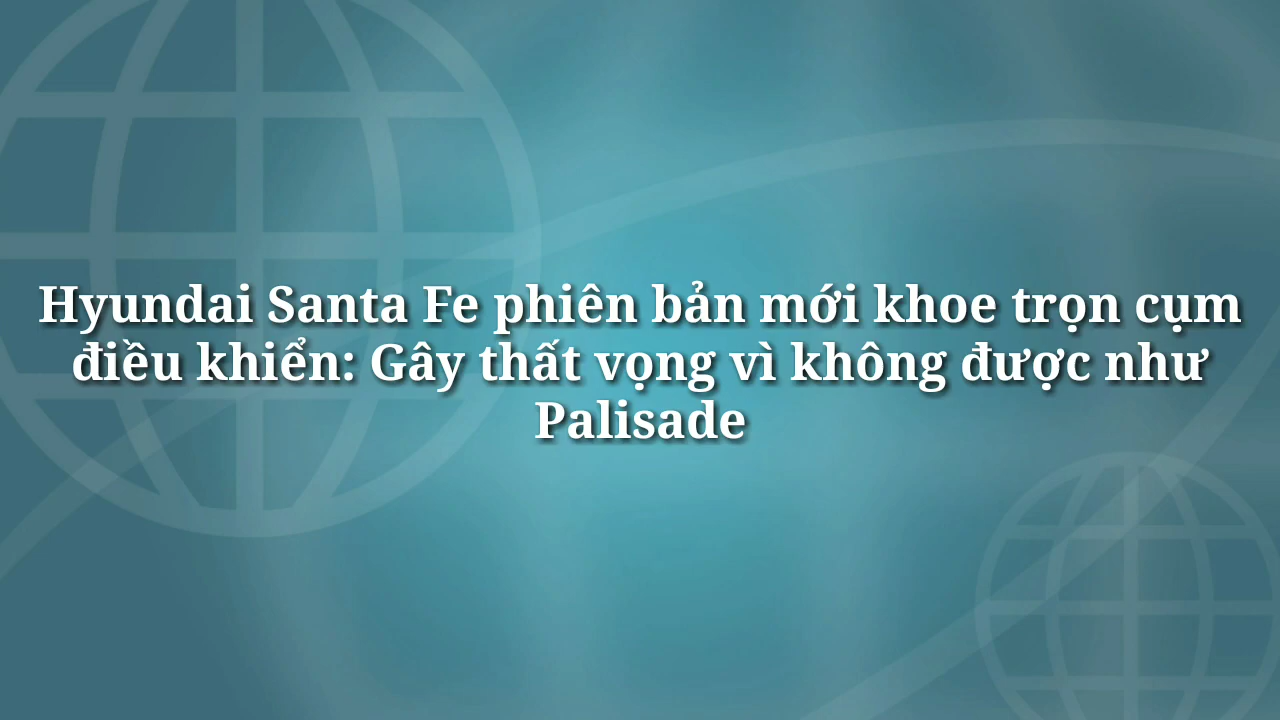 Hyundai Santa Fe phiên bản mới khoe trọn cụm
điều khiển: Gây thất vọng vì không được như
Palisade